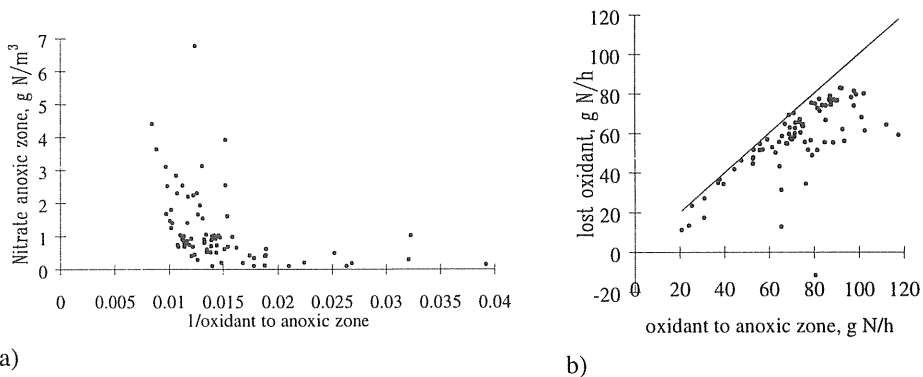 Nitrate anoxic zone, g N/m³
7
6
5
4
3
2
1
0
0 0.005 0.01 0.015 0.02 0.025 0.03 0.035 0.04
1/oxidant to anoxic zone
a)
lost oxidant, g N/h
120
100
80
60
40
20
0
-20
0 20 40 60 80 100 120
oxidant to anoxic zone, g N/h
b)